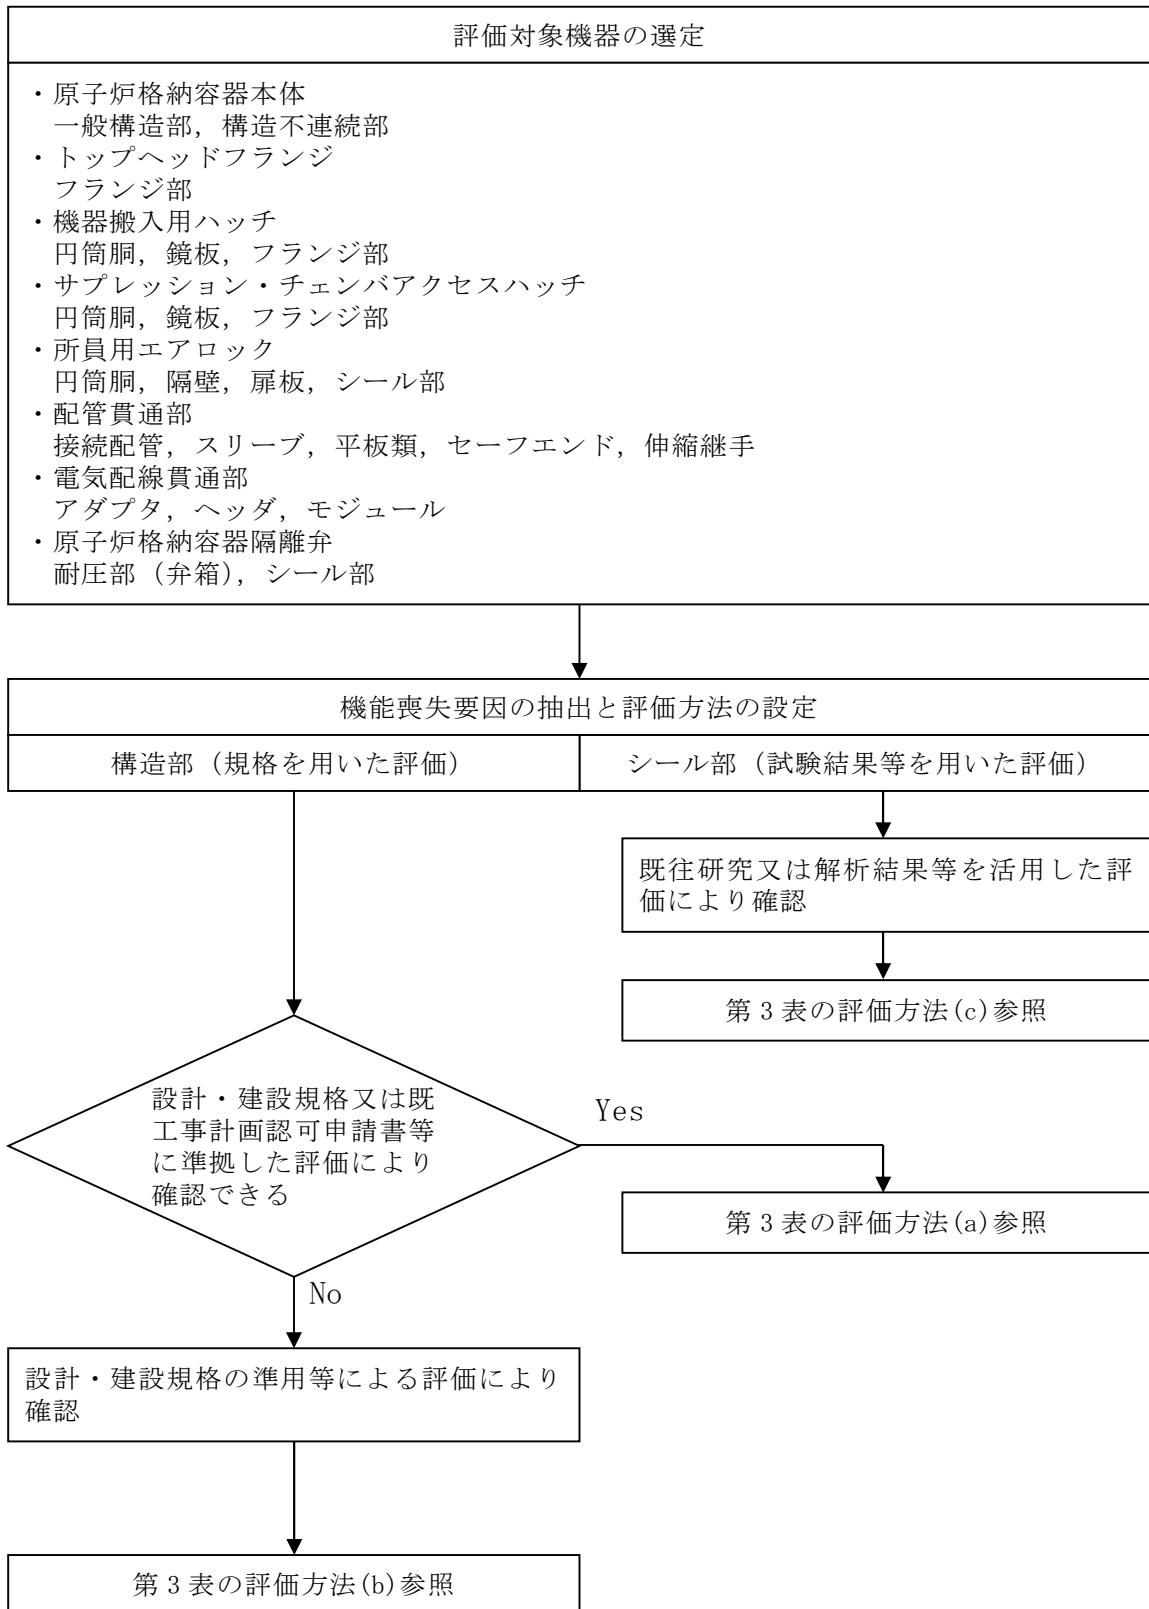 評価対象機器の選定
・原子炉格納容器本体
一般構造部，構造不連続部
・トップヘッドフランジ
フランジ部
・機器搬入用ハッチ
円筒胴，鏡板，フランジ部
・サプレッション・チェンバアクセスハッチ
円筒胴，鏡板，フランジ部
・所員用エアロック
円筒胴，隔壁，扉板，シール部
・配管貫通部
接続配管，スリーブ，平板類，セーフエンド，伸縮継手
・電気配線貫通部
アダプタ，ヘッダ，モジュール
・原子炉格納容器隔離弁
耐圧部（弁箱），シール部
機能喪失要因の抽出と評価方法の設定
構造部（規格を用いた評価）
シール部（試験結果等を用いた評価）
既往研究又は解析結果等を活用した評
価により確認
第3表の評価方法(c)参照
設計・建設規格又は既
工事計画認可申請書等
に準拠した評価により
確認できる
Yes
第3表の評価方法(a)参照
No
設計・建設規格の準用等による評価により
確認
第3表の評価方法(b)参照